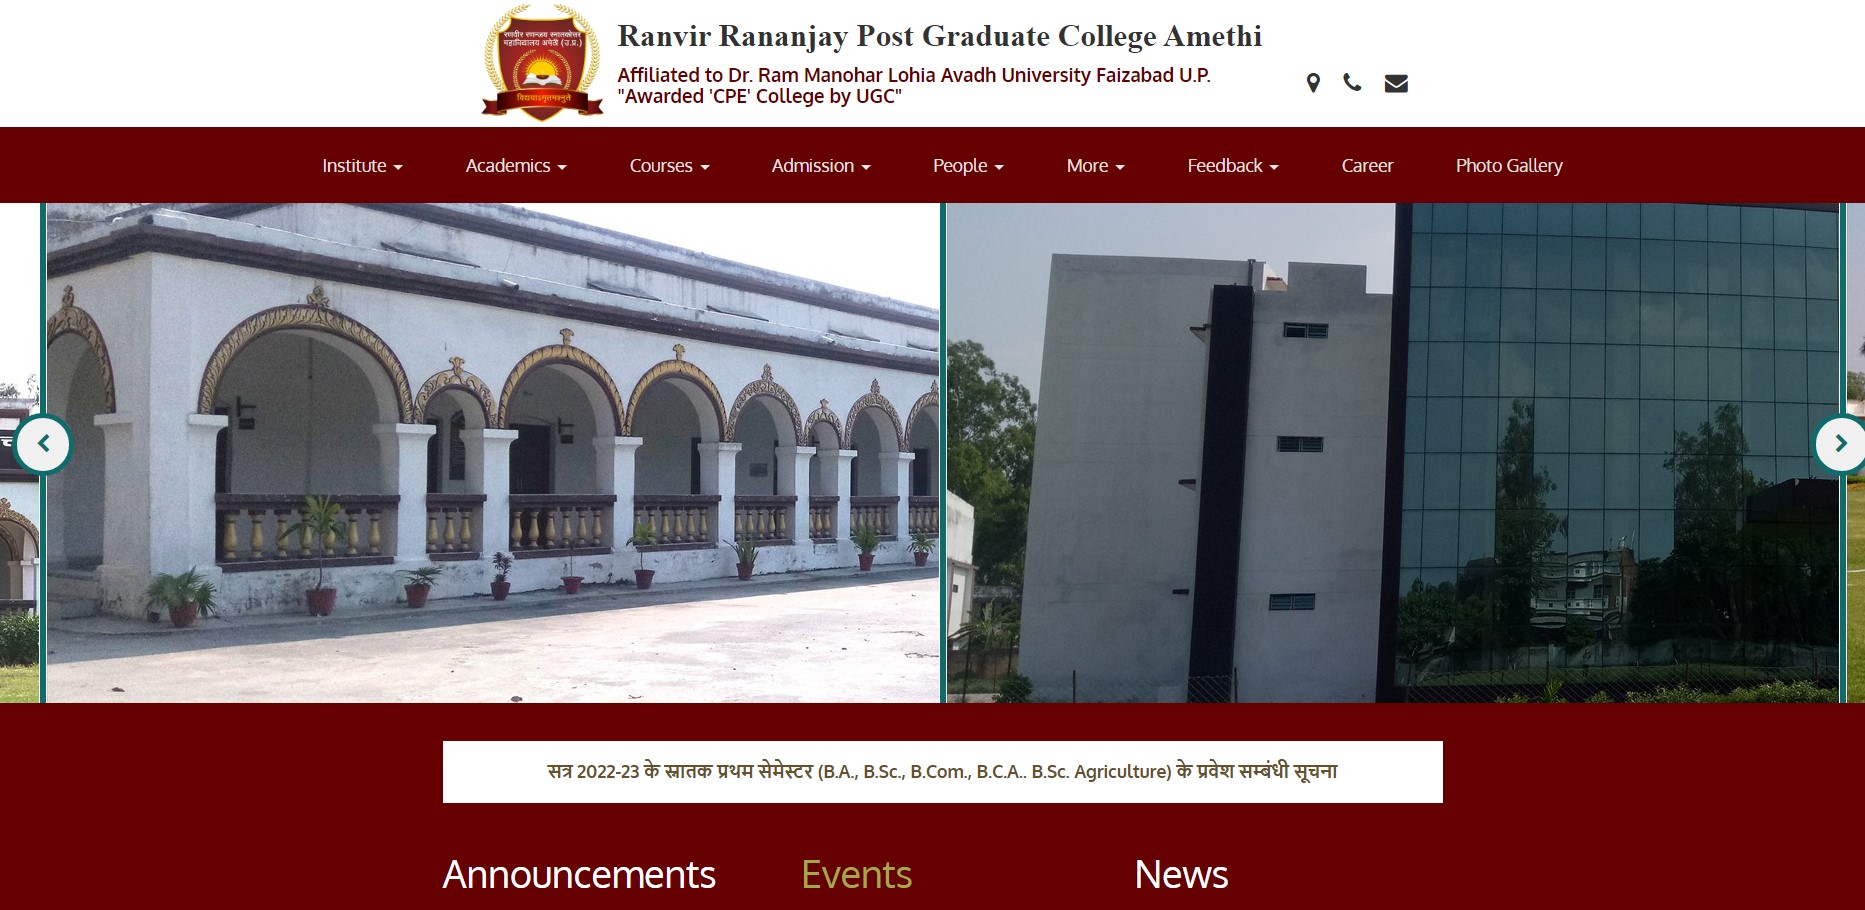 रणवीर रणन्जय स्नातकोत्तर
महाविद्यालय अमेठी (उ.प्र.)
विद्ययाऽमृतमश्नुते
Ranvir Rananjay Post Graduate College Amethi
Affiliated to Dr. Ram Manohar Lohia Avadh University Faizabad U.P.
"Awarded 'CPE' College by UGC"
Institute Academics Courses Admission People More Feedback Career Photo Gallery
सत्र 2022-23 के स्नातक प्रथम सेमेस्टर (B.A., B.Sc., B.Com., B.C.A.. B.Sc. Agriculture) के प्रवेश सम्बंधी सूचना
Announcements Events News